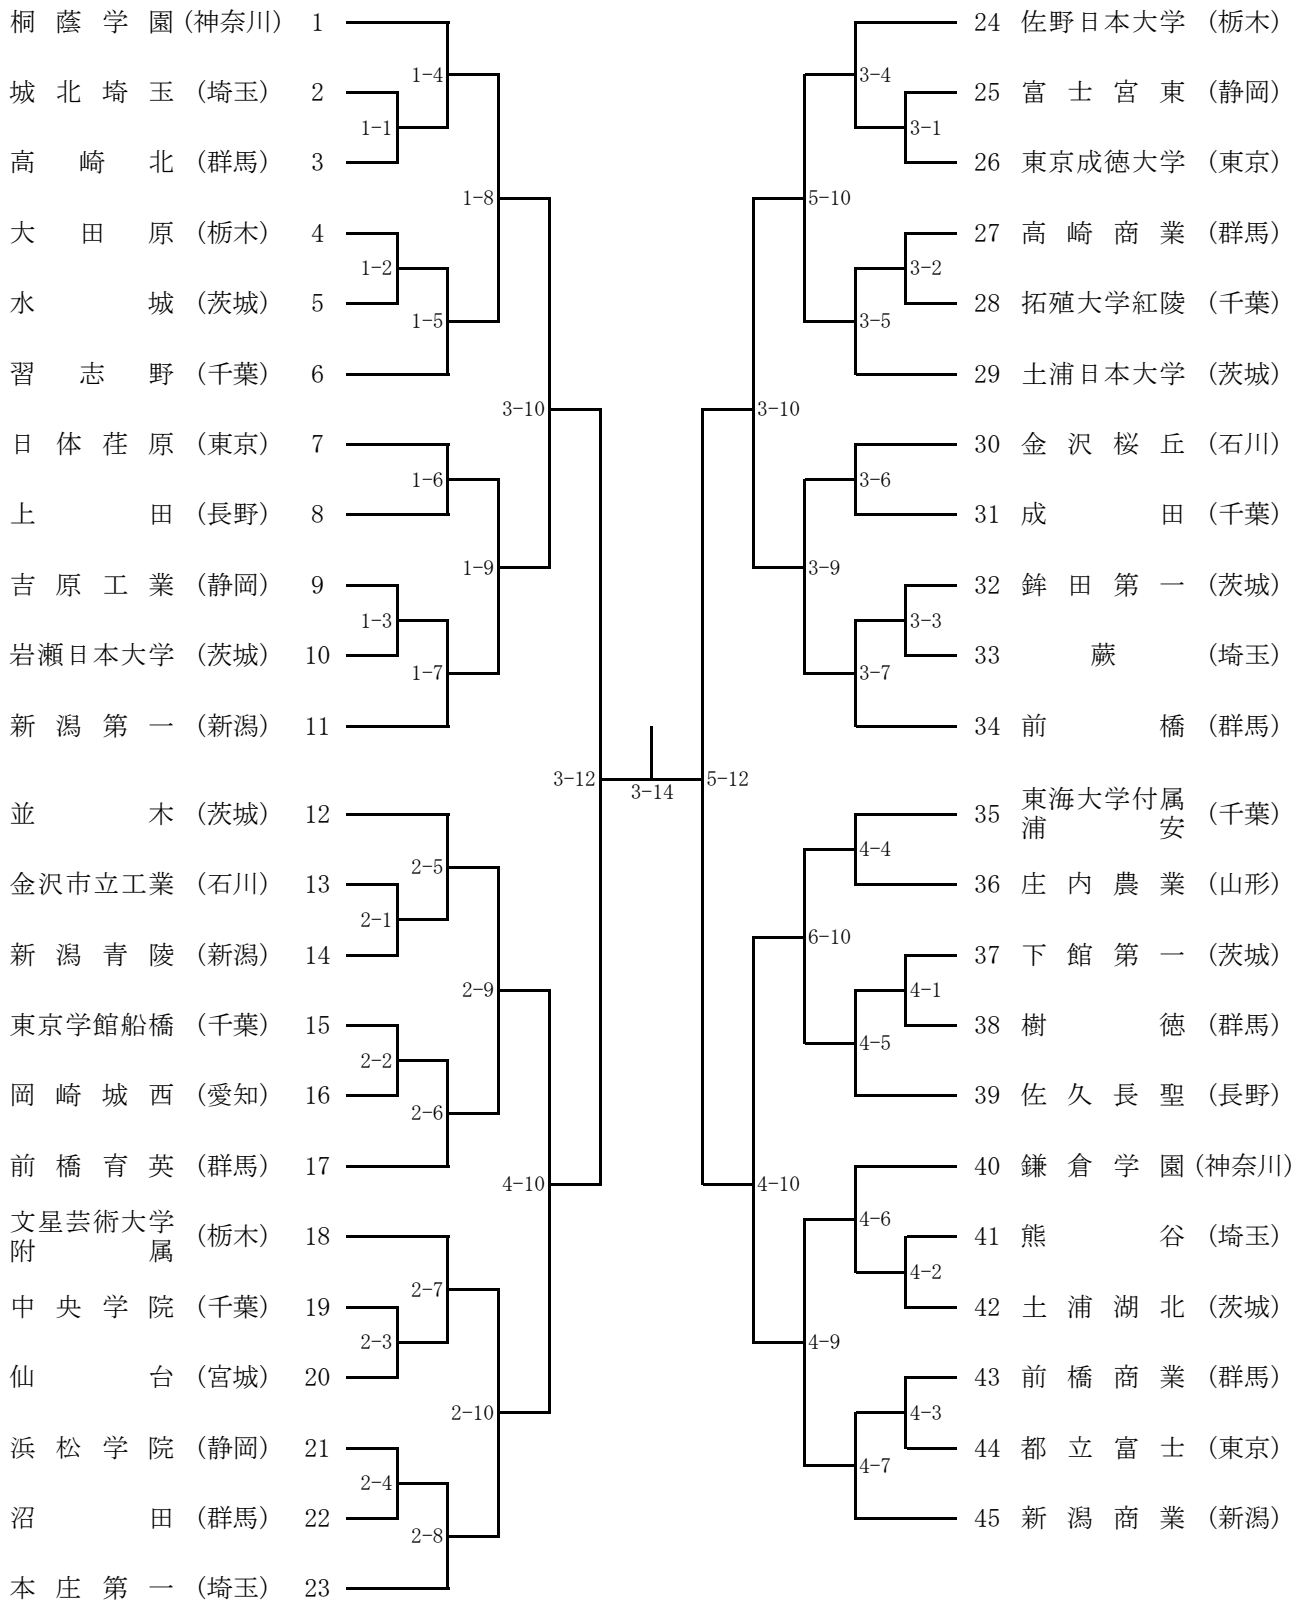 桐蔭学園 (神奈川) 1
城北埼玉 (埼玉) 2
高崎北 (群馬) 3
大田原 (栃木) 4
水城 (茨城) 5
習志野 (千葉) 6
日体荏原 (東京) 7
上田 (長野) 8
吉原工業 (静岡) 9
岩瀬日本大学 (茨城) 10
新潟第一 (新潟) 11
並木 (茨城) 12
金沢市立工業 (石川) 13
新潟青陵 (新潟) 14
東京学館船橋 (千葉) 15
岡崎城西 (愛知) 16
前橋育英 (群馬) 17
文星芸術大学
附属 (栃木) 18
中央学院 (千葉) 19
仙台 (宮城) 20
浜松学院 (静岡) 21
沼田 (群馬) 22
本庄第一 (埼玉) 23
1-4
1-1
1-8
1-2
1-5
3-10
1-6
1-9
1-3
1-7
3-12
2-5
2-1
2-9
2-2
2-6
4-10
2-7
2-3
2-10
2-4
2-8
3-14
24 佐野日本大学 (栃木)
25 富士宮東 (静岡)
26 東京成徳大学 (東京)
27 高崎商業 (群馬)
28 拓殖大学紅陵 (千葉)
29 土浦日本大学 (茨城)
30 金沢桜丘 (石川)
31 成田 (千葉)
32 鉾田第一 (茨城)
33 蕨 (埼玉)
34 前橋 (群馬)
35 東海大学付属
浦安 (千葉)
36 庄内農業 (山形)
37 下館第一 (茨城)
38 樹徳 (群馬)
39 佐久長聖 (長野)
40 鎌倉学園 (神奈川)
41 熊谷 (埼玉)
42 土浦湖北 (茨城)
43 前橋商業 (群馬)
44 都立富士 (東京)
45 新潟商業 (新潟)
3-4
3-1
5-10
3-2
3-5
3-10
3-6
3-9
3-3
3-7
5-12
4-4
6-10
4-1
4-5
4-10
4-6
4-2
4-9
4-3
4-7